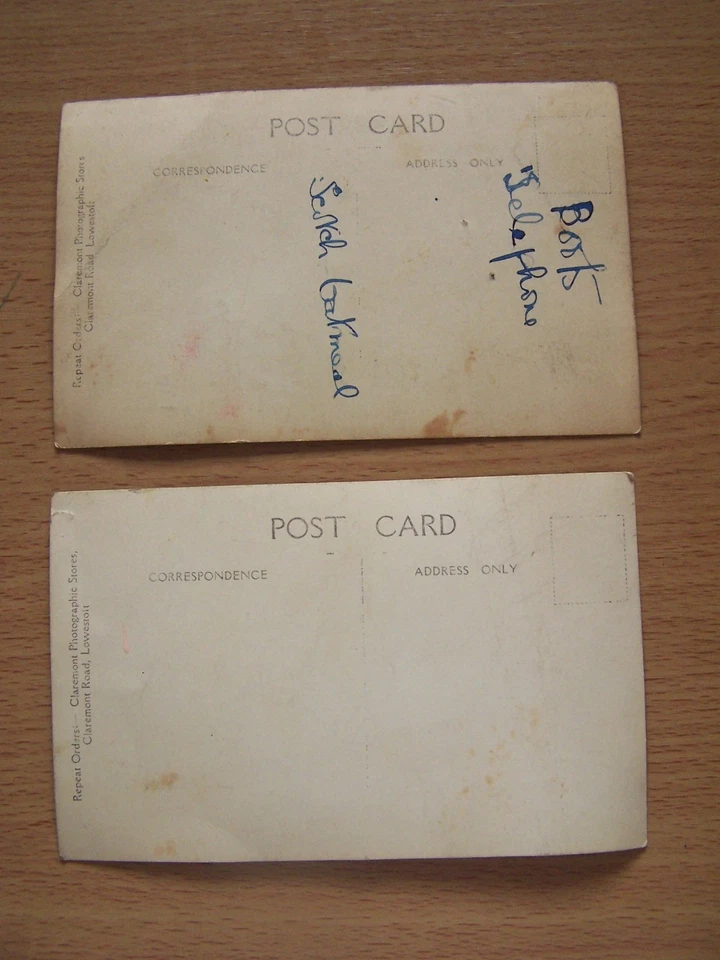 POST CARD
CORRESPONDENCE
ADDRESS ONLY
Repeat Orders:— Claremont Photographic Stores
Claremont Road Lowestoft
Boots
Telephone
Scotch Oatmeal
POST CARD
CORRESPONDENCE
ADDRESS ONLY
Repeat Orders:— Claremont Photographic Stores,
Claremont Road, Lowestoft